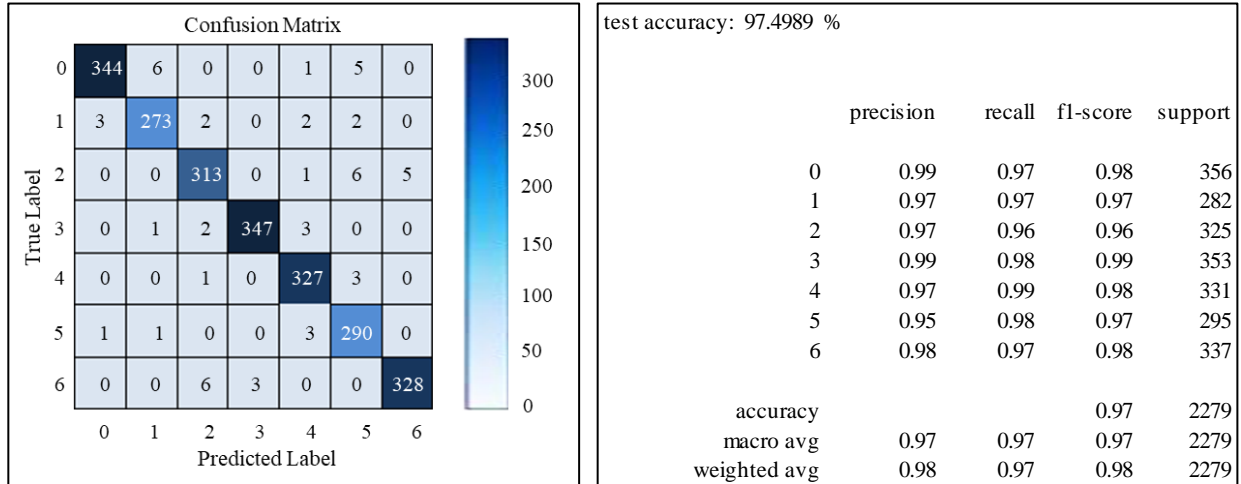 Confusion Matrix
0 344 6 0 0 1 5 0
1 3 273 2 0 2 2 0
2 0 0 313 0 1 6 5
3 0 1 2 347 3 0 0
4 0 0 1 0 327 3 0
5 1 1 0 0 3 290 0
6 0 0 6 3 0 0 328
0 1 2 3 4 5 6
Predicted Label
True Label
300
250
200
150
100
50
0
test accuracy: 97.4989 %
precision recall f1-score support
0 0.99 0.97 0.98 356
1 0.97 0.97 0.97 282
2 0.97 0.96 0.96 325
3 0.99 0.98 0.99 353
4 0.97 0.99 0.98 331
5 0.95 0.98 0.97 295
6 0.98 0.97 0.98 337
accuracy 0.97 2279
macro avg 0.97 0.97 0.97 2279
weighted avg 0.98 0.97 0.98 2279